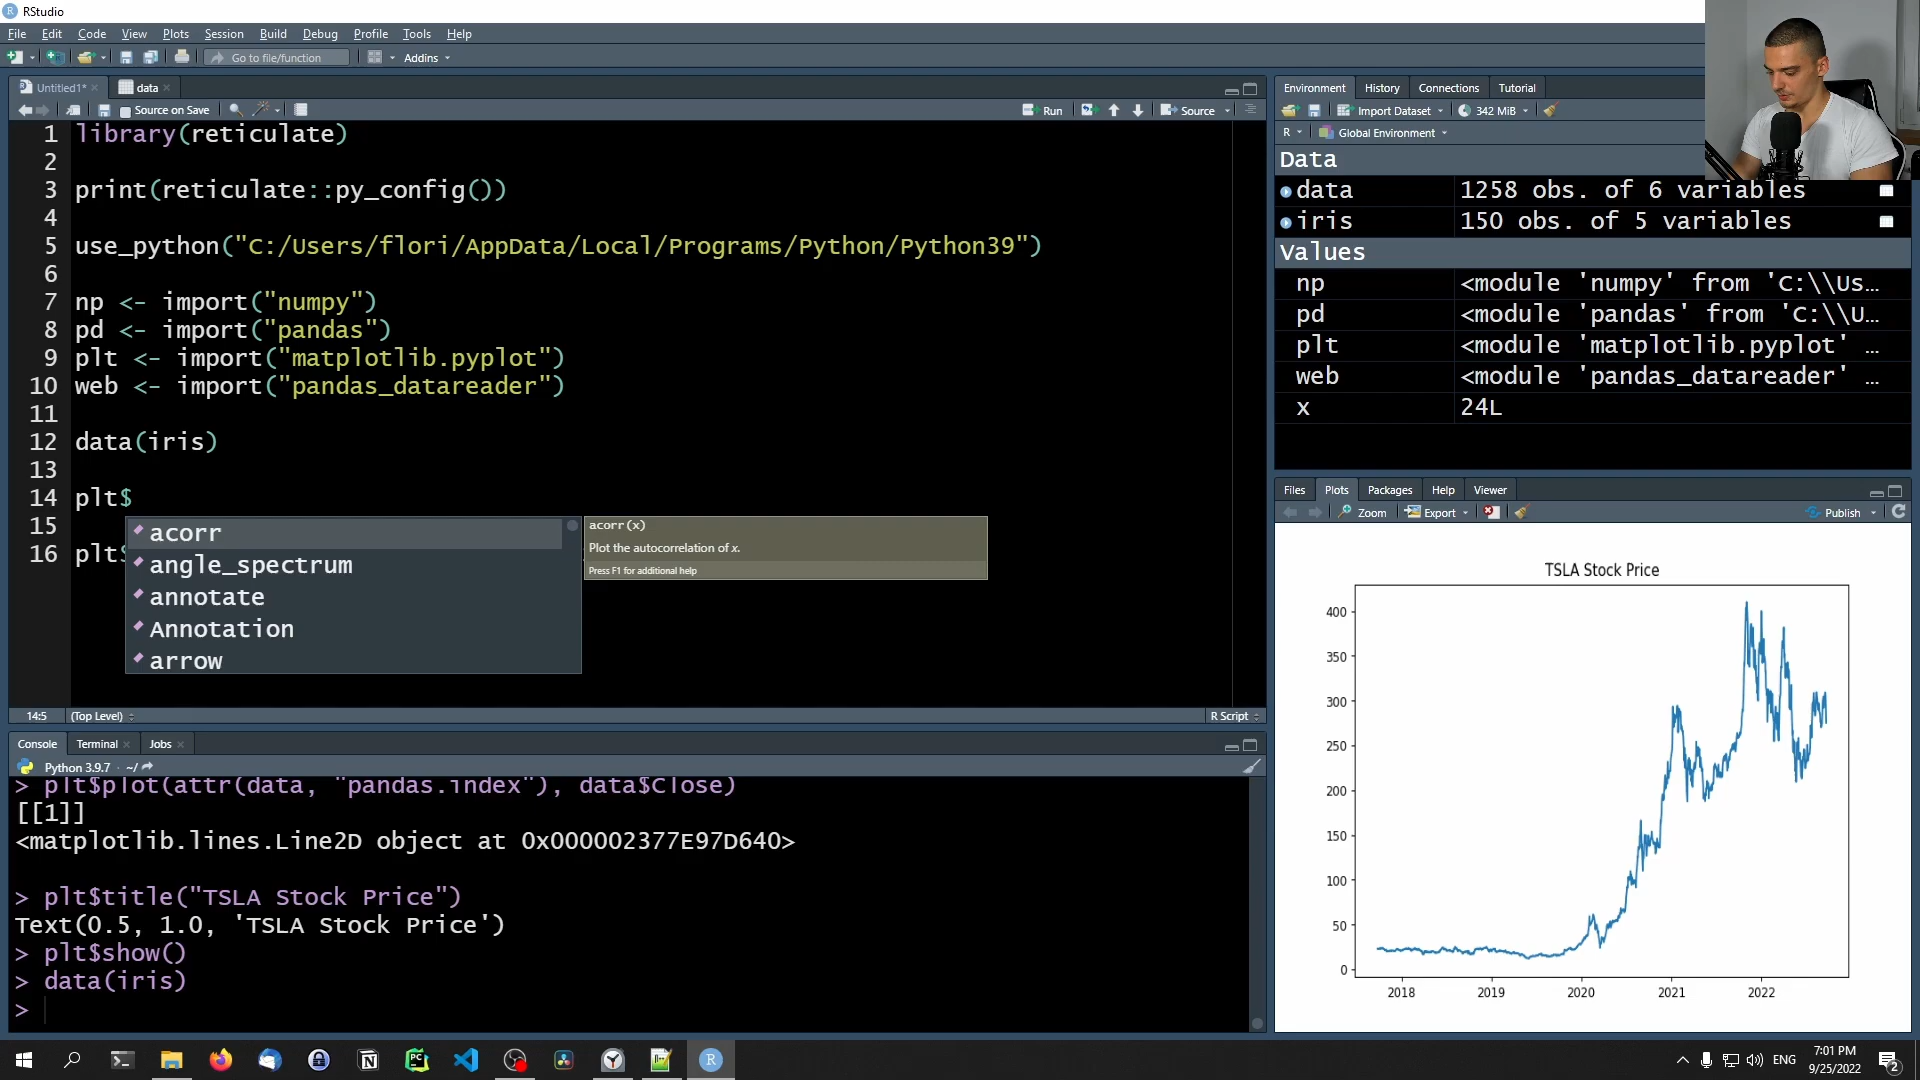 RStudio
File Edit Code View Plots Session Build Debug Profile Tools Help
Go to file/function Addins
Untitled1* data
Source on Save Run Source
1 library(reticulate)
2
3 print(reticulate::py_config())
4
5 use_python("C:/Users/flori/AppData/Local/Programs/Python/Python39")
6
7 np <- import("numpy")
8 pd <- import("pandas")
9 plt <- import("matplotlib.pyplot")
10 web <- import("pandas_datareader")
11
12 data(iris)
13
14 plt$
15
16 plt$
acorr
angle_spectrum
annotate
Annotation
arrow
acorr(x)
Plot the autocorrelation of x.
Press F1 for additional help
14:5 (Top Level) R Script
Console Terminal Jobs
Python 3.9.7 · ~/
> plt$plot(attr(data, "pandas.index"), data$Close)
[[1]]
<matplotlib.lines.Line2D object at 0x000002377E97D640>
> plt$title("TSLA Stock Price")
Text(0.5, 1.0, 'TSLA Stock Price')
> plt$show()
> data(iris)
>
Environment History Connections Tutorial
Import Dataset 342 MiB
R Global Environment
Data
data 1258 obs. of 6 variables
iris 150 obs. of 5 variables
Values
np <module 'numpy' from 'C:\\Us…
pd <module 'pandas' from 'C:\\U…
plt <module 'matplotlib.pyplot' …
web <module 'pandas_datareader' …
x 24L
Files Plots Packages Help Viewer
Zoom Export Publish
TSLA Stock Price
400
350
300
250
200
150
100
50
0
2018 2019 2020 2021 2022
ENG
7:01 PM
9/25/2022
2